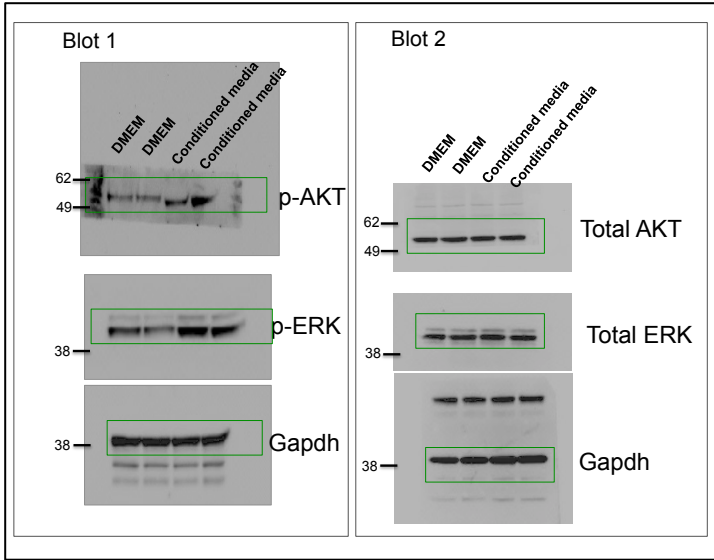 Blot 1
DMEM
DMEM
Conditioned media
Conditioned media
62
49
p-AKT
p-ERK
38
38
Gapdh
Blot 2
DMEM
DMEM
Conditioned media
Conditioned media
62
49
Total AKT
Total ERK
38
38
Gapdh